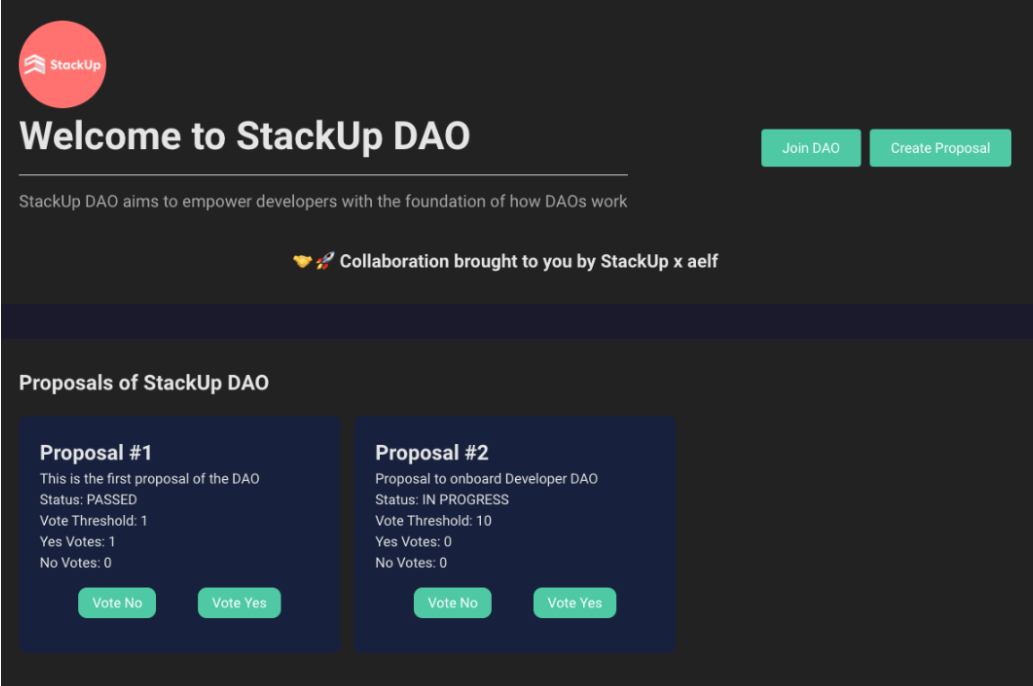 StackUp
Welcome to StackUp DAO
Join DAO
Create Proposal
StackUp DAO aims to empower developers with the foundation of how DAOs work
🤝🚀 Collaboration brought to you by StackUp x aelf
Proposals of StackUp DAO
Proposal #1
This is the first proposal of the DAO
Status: PASSED
Vote Threshold: 1
Yes Votes: 1
No Votes: 0
Vote No
Vote Yes
Proposal #2
Proposal to onboard Developer DAO
Status: IN PROGRESS
Vote Threshold: 10
Yes Votes: 0
No Votes: 0
Vote No
Vote Yes